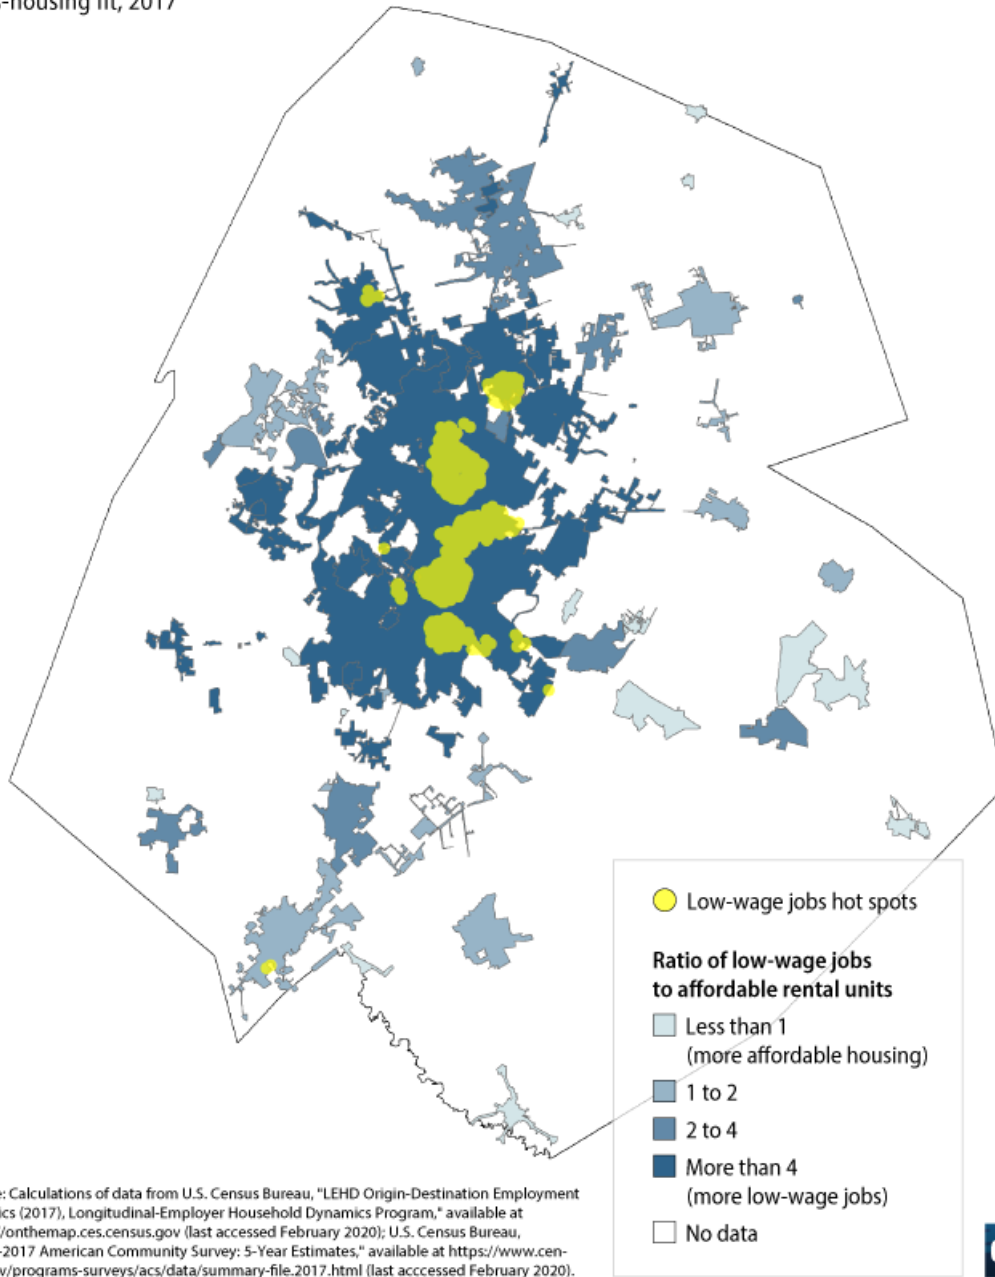 -housing fit, 2017
Low-wage jobs hot spots
Ratio of low-wage jobs
to affordable rental units
Less than 1
(more affordable housing)
1 to 2
2 to 4
More than 4
(more low-wage jobs)
No data
: Calculations of data from U.S. Census Bureau, "LEHD Origin-Destination Employment
ics (2017), Longitudinal-Employer Household Dynamics Program," available at
/onthemap.ces.census.gov (last accessed February 2020); U.S. Census Bureau,
-2017 American Community Survey: 5-Year Estimates," available at https://www.cen-
/programs-surveys/acs/data/summary-file.2017.html (last acccessed February 2020).